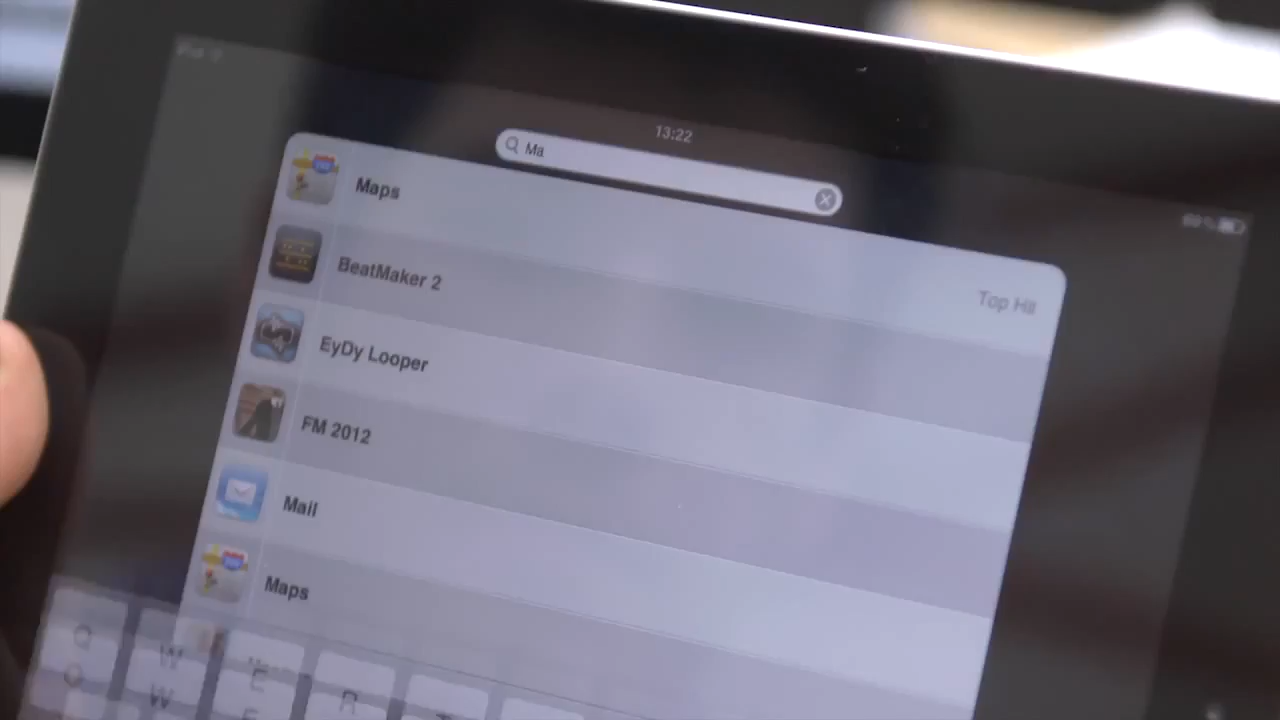 13:22
Ma
Maps
Top Hit
BeatMaker 2
EyDy Looper
FM 2012
Mail
Maps
Q W E R
Q W